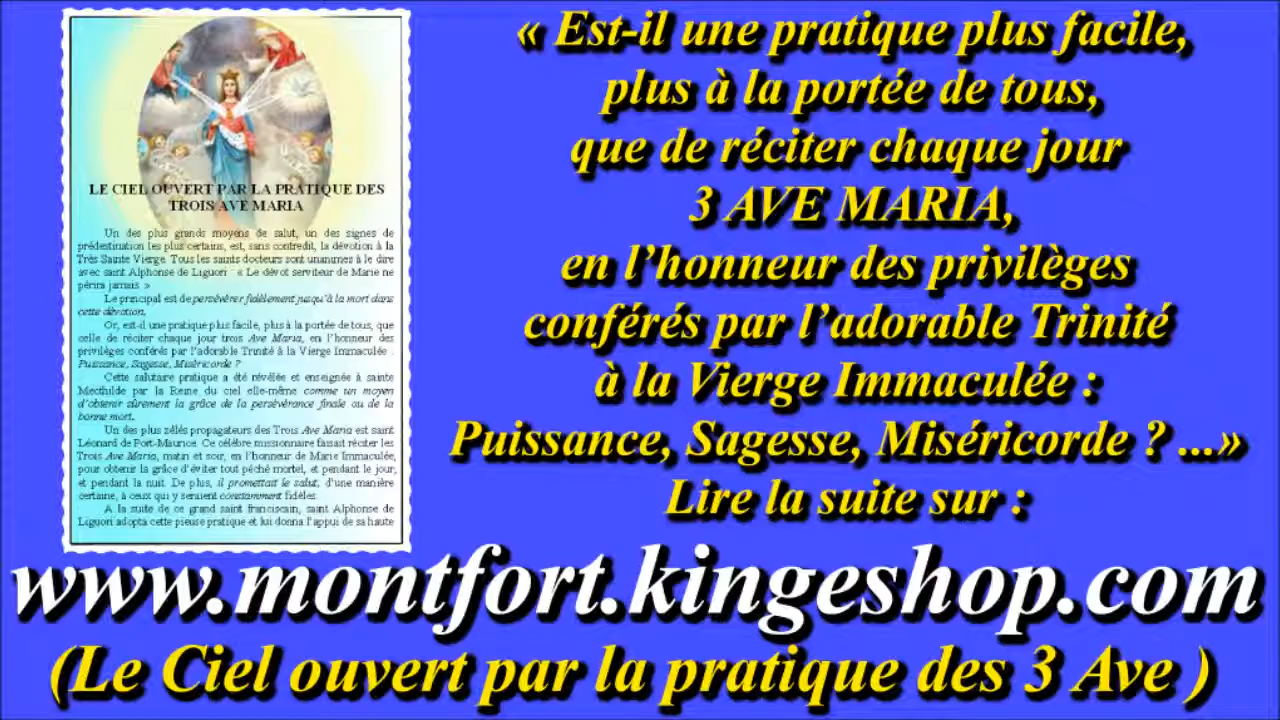 LE CIEL OUVERT PAR LA PRATIQUE DES
TROIS AVE MARIA
Un des plus grands moyens de salut, un des signes de
prédestination les plus certains, est, sans contredit, la dévotion à la
Très Sainte Vierge. Tous les saints docteurs sont unanimes à le dire
avec saint Alphonse de Liguori : « Le dévot serviteur de Marie ne
périra jamais. »
Le principal est de persévérer fidèlement jusqu'à la mort dans
cette dévotion.
Or, est-il une pratique plus facile, plus à la portée de tous, que
celle de réciter chaque jour trois Ave Maria, en l'honneur des
privilèges conférés par l'adorable Trinité à la Vierge Immaculée :
Puissance, Sagesse, Miséricorde ?
Cette salutaire pratique a été révélée et enseignée à sainte
Mecthilde par la Reine du ciel elle-même comme un moyen
d'obtenir sûrement la grâce de la persévérance finale ou de la
bonne mort.
Un des plus zélés propagateurs des Trois Ave Maria est saint
Léonard de Port-Maurice. Ce célèbre missionnaire faisait réciter les
Trois Ave Maria, matin et soir, en l'honneur de Marie Immaculée,
pour obtenir la grâce d'éviter tout péché mortel, et pendant le jour,
et pendant la nuit. De plus, il promettait le salut, d'une manière
certaine, à ceux qui y seraient constamment fidèles.
A la suite de ce grand saint franciscain, saint Alphonse de
Liguori adopta cette pieuse pratique et lui donna l'appui de sa haute
« Est-il une pratique plus facile,
plus à la portée de tous,
que de réciter chaque jour
3 AVE MARIA,
en l’honneur des privilèges
conférés par l’adorable Trinité
à la Vierge Immaculée :
Puissance, Sagesse, Miséricorde ? ...»
Lire la suite sur :
www.montfort.kingeshop.com
(Le Ciel ouvert par la pratique des 3 Ave )